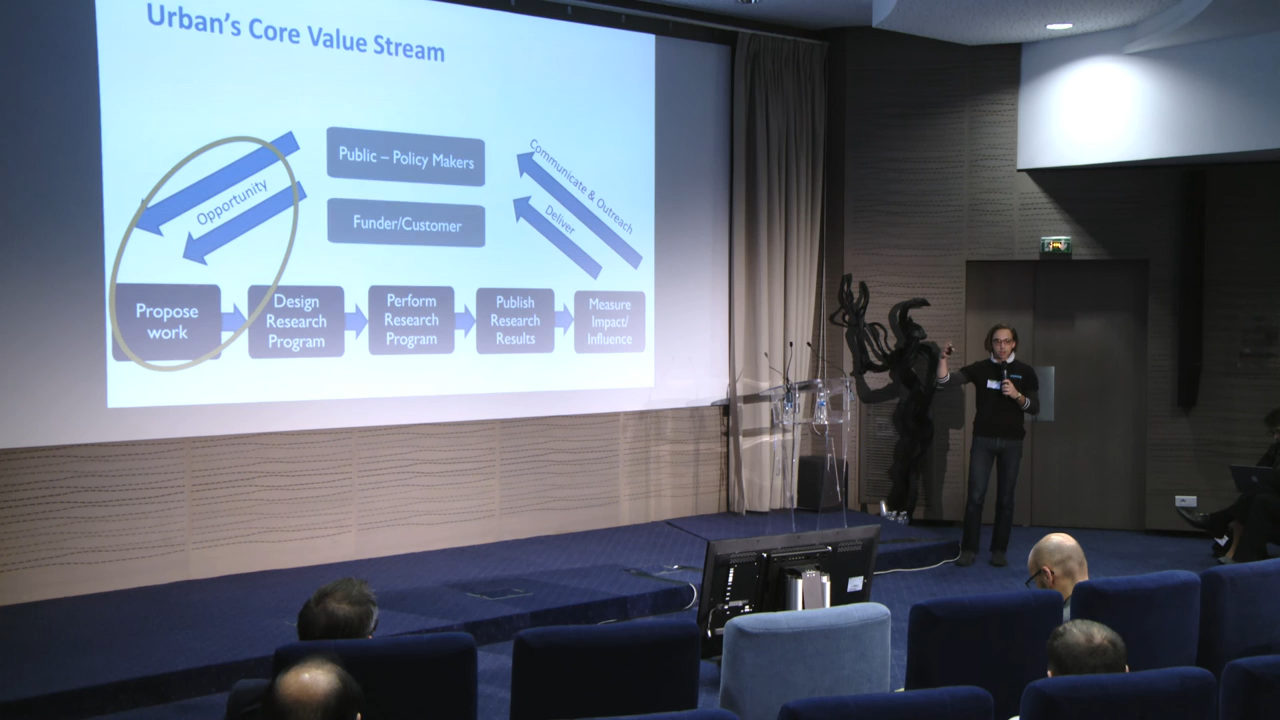 Urban's Core Value Stream
Public – Policy Makers
Funder/Customer
Opportunity
Communicate & Outreach
Deliver
Propose
work
Design
Research
Program
Perform
Research
Program
Publish
Research
Results
Measure
Impact/
Influence